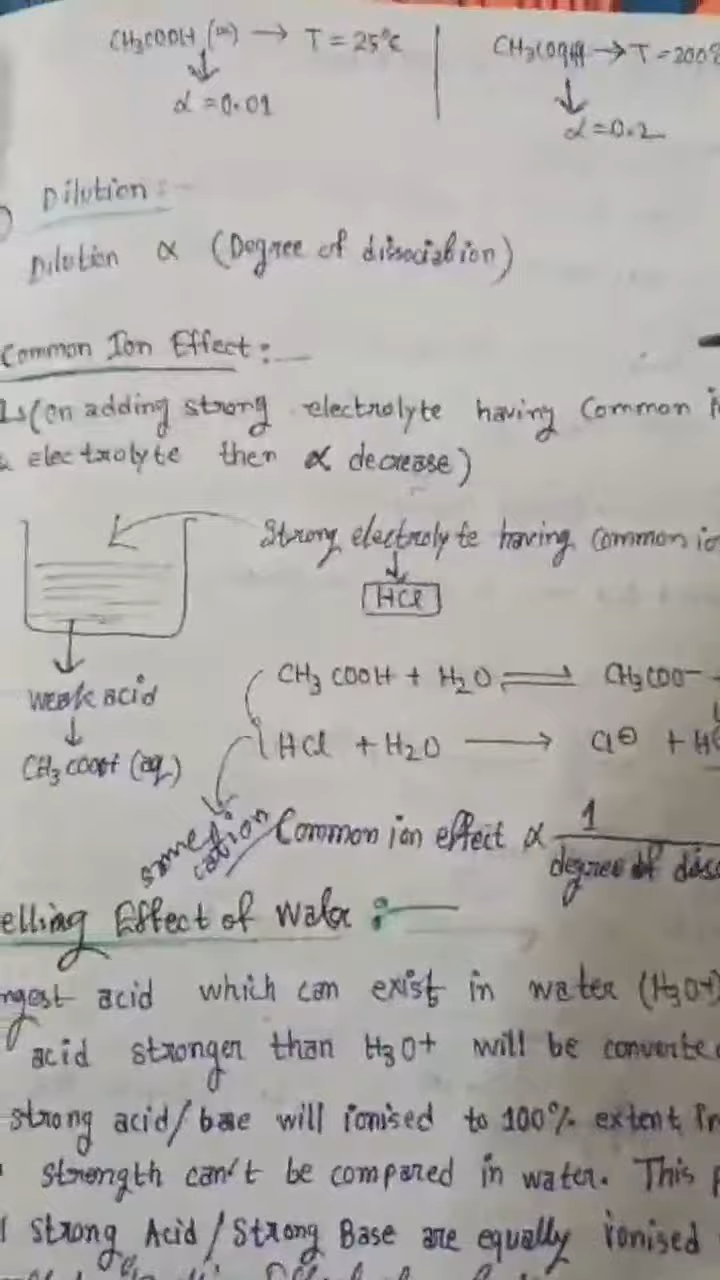 CH3COOH (aq) → T = 25°C
CH3COOH → T = 200°
↓
↓
α = 0.01
α = 0.2
Dilution :-
Dilution ∝ (Degree of dissociation)
Common Ion Effect :-
(on adding strong electrolyte having Common
electrolyte then α decrease)
Strong electrolyte having Common io
↓
HCl
↓
weak acid
↓
CH3COOH (aq)
CH3COOH + H2O ⇌ CH3COO-
HCl + H2O → Cl⊖ + H
same
cation
Common ion effect ∝ 1
degree of diss
elling Effect of Water :-
ngest acid which can exist in water (H3O+)
acid stronger than H3O+ will be converte
strong acid/base will ionised to 100% extent in
strength can't be compared in water. This p
strong Acid/Strong Base are equally ionised